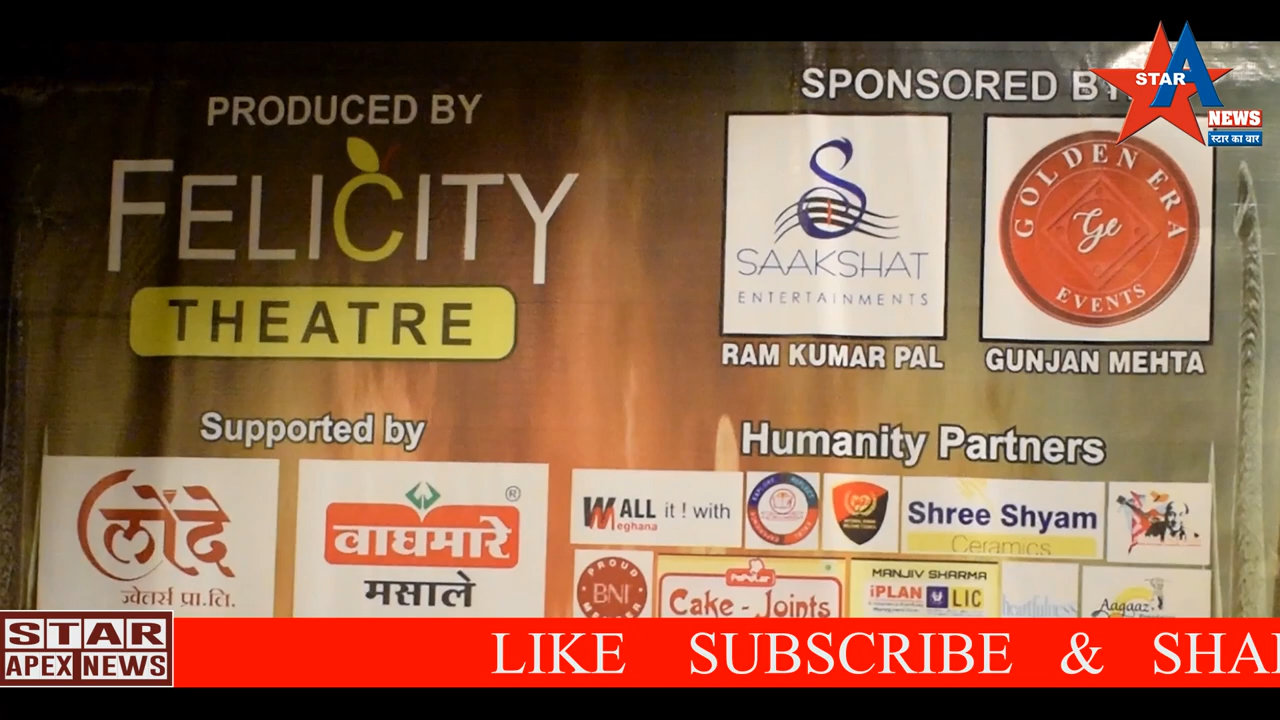 PRODUCED BY
FELICITY
THEATRE
SPONSORED BY
STAR A
NEWS
स्टार का वार
SAAKSHAT
ENTERTAINMENTS
RAM KUMAR PAL
GOLDEN ERA
Ge
EVENTS
GUNJAN MEHTA
Supported by
लोंदे
ज्वेलर्स प्रा.लि.
वाघमारे
®
मसाले
Humanity Partners
WALL it ! with
Meghana
Shree Shyam
Ceramics
PROUD
BNI
POPULAR
Cake - Joints
MANJIV SHARMA
iPLAN LIC
Aagaaz
STAR
APEX NEWS
LIKE SUBSCRIBE & SHA